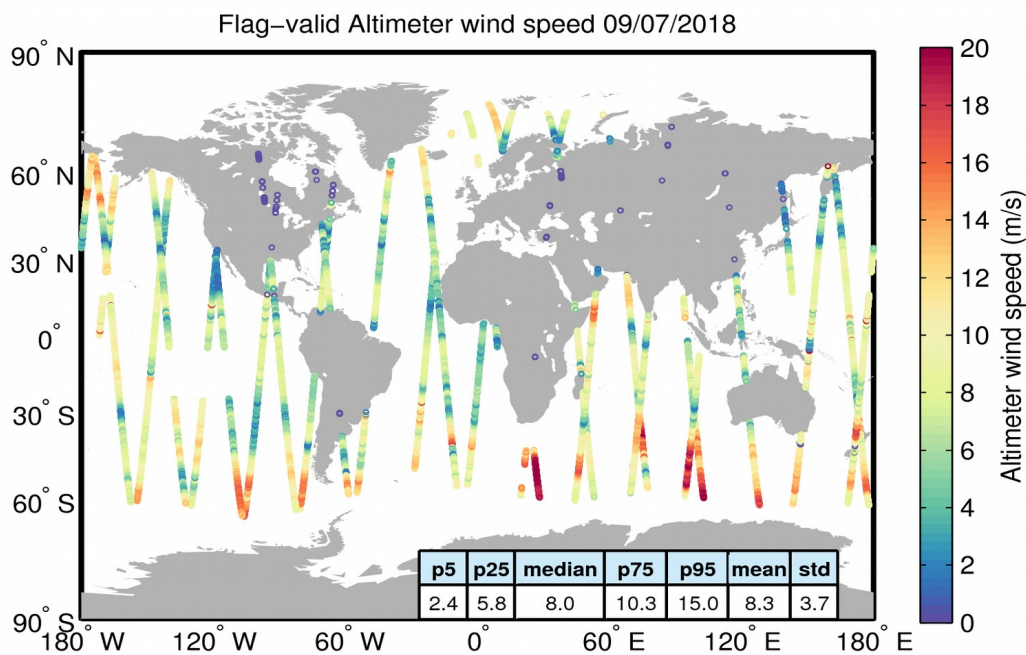 Flag-valid Altimeter wind speed 09/07/2018
90° N
60° N
30° N
0°
30° S
60° S
90° S
180° W
120° W
60° W
0°
60° E
120° E
180° E
p5 p25 median p75 p95 mean std
2.4 5.8 8.0 10.3 15.0 8.3 3.7
20
18
16
14
12
10
8
6
4
2
0
Altimeter wind speed (m/s)